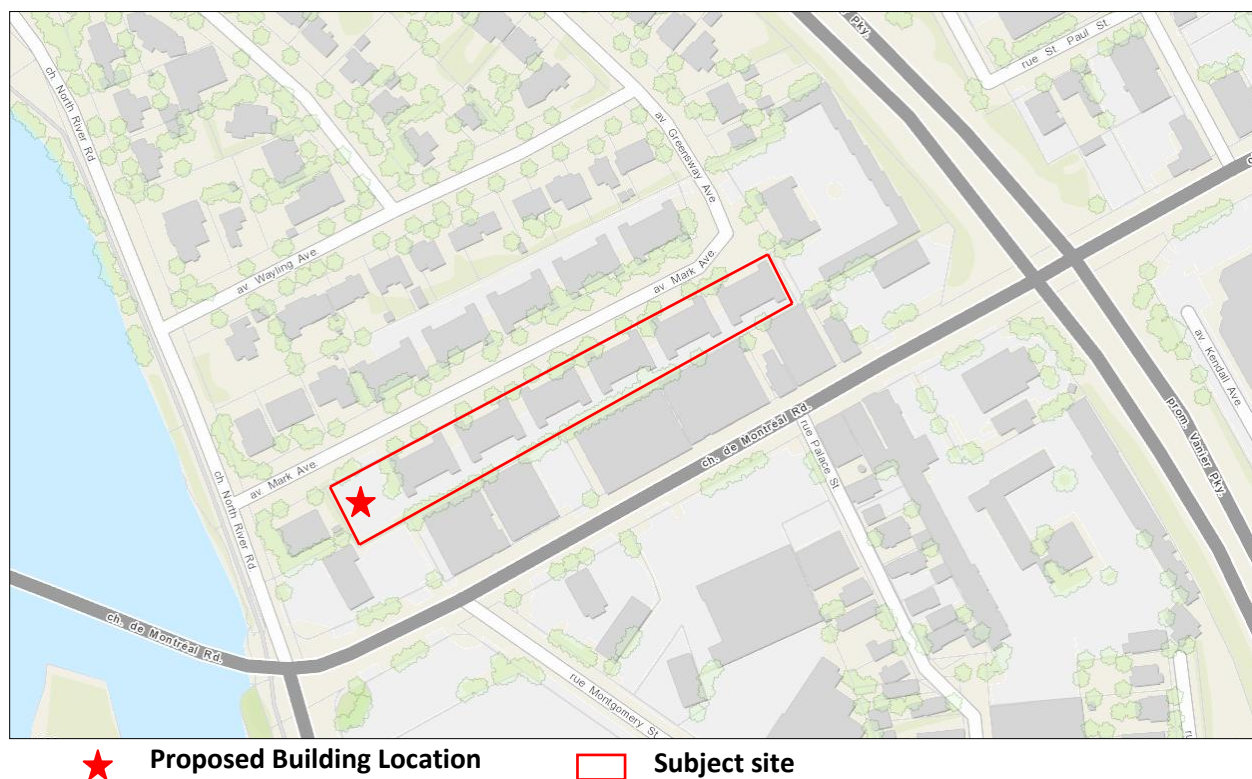 Pky.
rue St. Paul St.
ch. North River Rd
av. Greensway Ave
av. Wayling Ave
av. Mark Ave.
av. Mark Ave.
ch. de Montréal Rd.
av. Kendall Ave
prom. Vanier Pky.
rue Palace St
ch. North River Rd
ch. de Montréal Rd.
rue Montgomery St
Proposed Building Location
Subject site